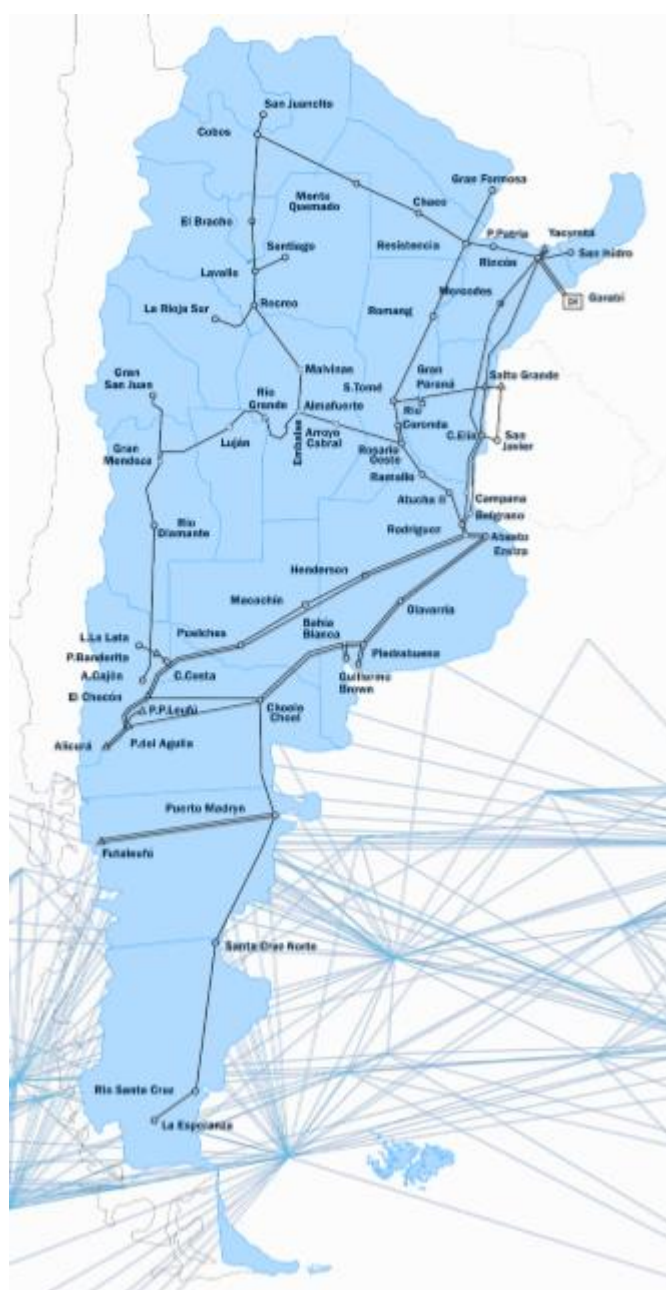 San Juancito
Cobos
Gran Formosa
Monte
Quemado
Chaco
El Bracho
P.Patria
Yacyretá
Resistencia
San Isidro
Santiago
Rincón
Lavalle
Mercedes
Garabí
La Rioja Sur
Recreo
Romang
Malvinas
Gran
San Juan
Gran
Paraná
Salto Grande
S.Tomé
Río
Grande
Almafuerte
Río
Coronda
Luján
Embalse
Arroyo
Cabral
C.Elía
San
Javier
Gran
Mendoza
Rosario
Oeste
Ramallo
Atucha II
Campana
Belgrano
Río
Diamante
Rodríguez
Abasto
Ezeiza
Henderson
Macachín
Olavarría
Bahía
Blanca
L.La Lata
Puelches
P.Banderita
Piedrabuena
A.Cajón
C.Costa
Guillermo
Brown
El Chocón
P.P.Leufú
Choele
Choel
Alicurá
P.del Aguila
Puerto Madryn
Futaleufú
Santa Cruz Norte
Río Santa Cruz
La Esperanza